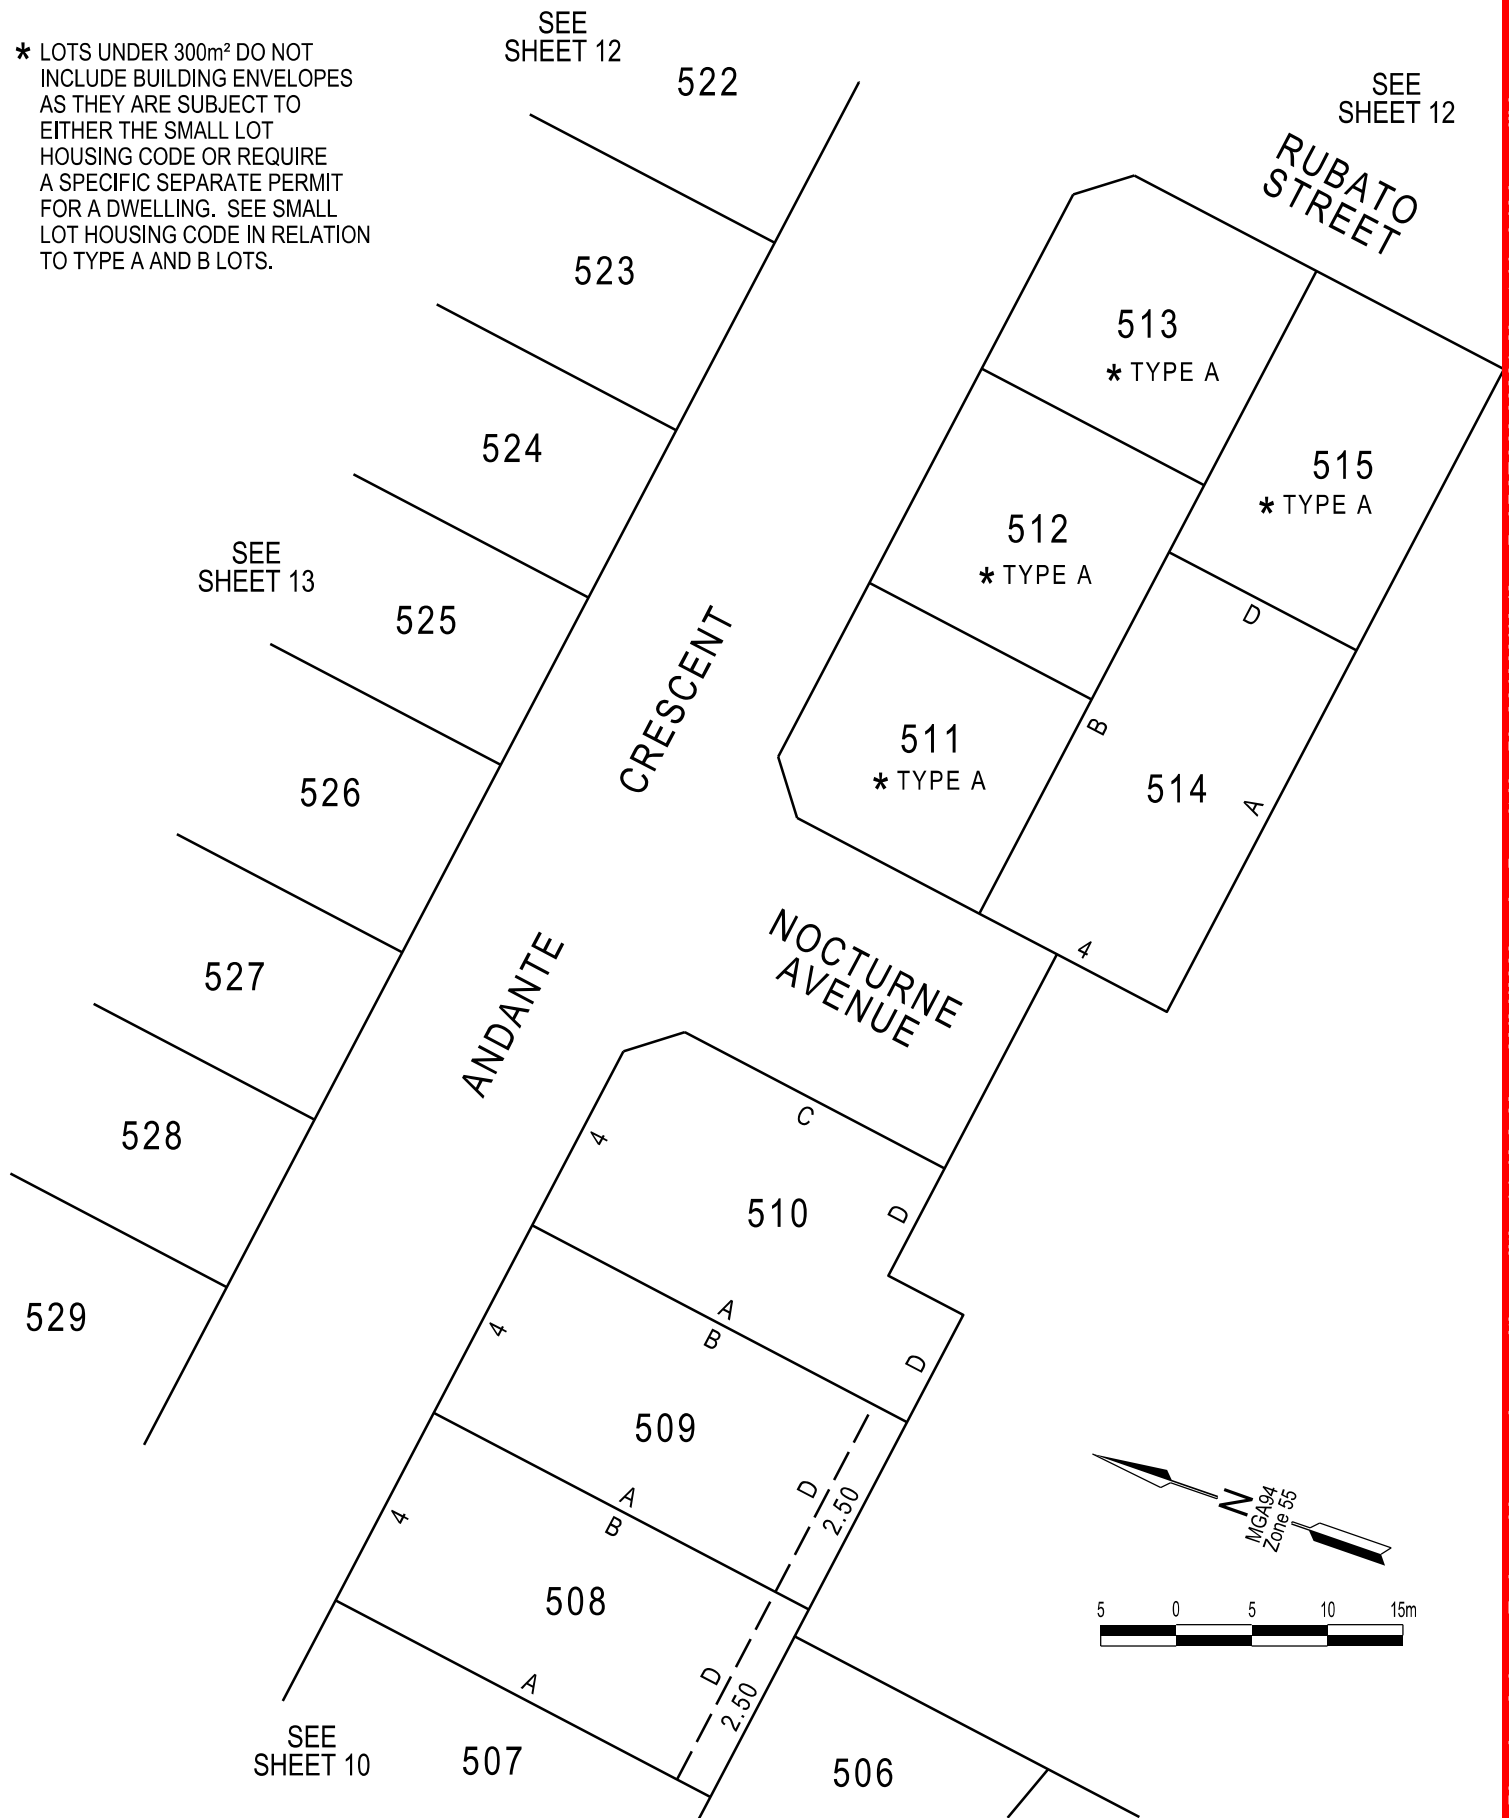 * LOTS UNDER 300m² DO NOT
INCLUDE BUILDING ENVELOPES
AS THEY ARE SUBJECT TO
EITHER THE SMALL LOT
HOUSING CODE OR REQUIRE
A SPECIFIC SEPARATE PERMIT
FOR A DWELLING. SEE SMALL
LOT HOUSING CODE IN RELATION
TO TYPE A AND B LOTS.
SEE
SHEET 12
522
SEE
SHEET 12
RUBATO
STREET
523
513
* TYPE A
524
515
* TYPE A
512
* TYPE A
SEE
SHEET 13
525
D
CRESCENT
B
511
* TYPE A
514
A
526
527
ANDANTE
NOCTURNE
AVENUE
4
528
C
4
510
D
529
4
A
B
D
509
4
A
B
D
2.50
N
MGA94
Zone 55
508
D
2.50
A
5 0 5 10 15m
SEE
SHEET 10
507
506